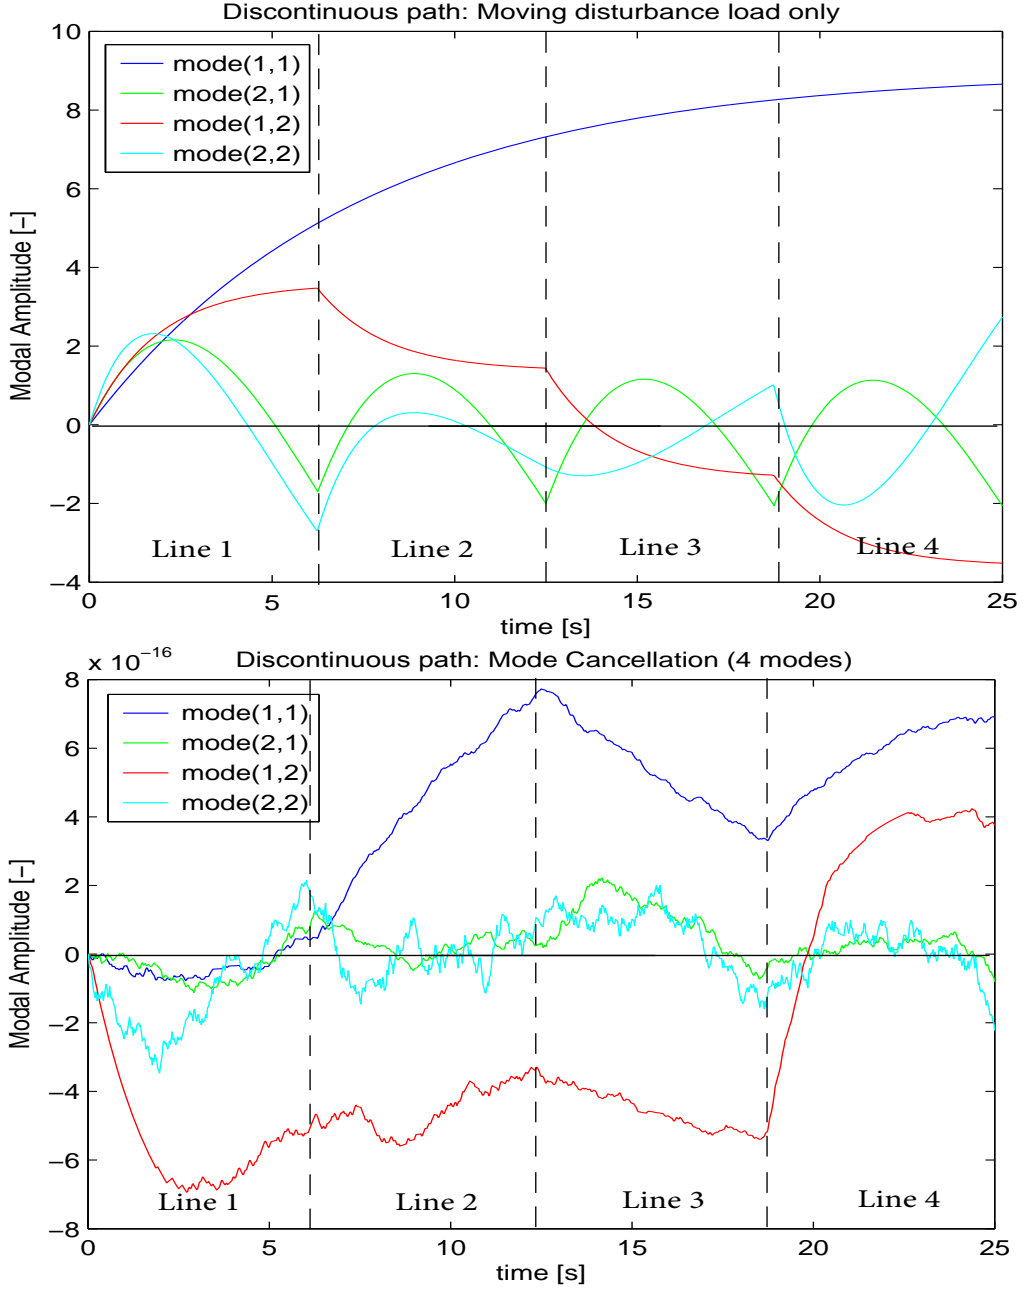 Discontinuous path: Moving disturbance load only
10
8
6
4
2
0
−2
−4
Modal Amplitude [-]
mode(1,1)
mode(2,1)
mode(1,2)
mode(2,2)
Line 1 Line 2 Line 3 Line 4
0 5 10 15 20 25
time [s]
x 10−16
Discontinuous path: Mode Cancellation (4 modes)
8
6
4
2
0
−2
−4
−6
−8
Modal Amplitude [-]
mode(1,1)
mode(2,1)
mode(1,2)
mode(2,2)
Line 1 Line 2 Line 3 Line 4
0 5 10 15 20 25
time [s]